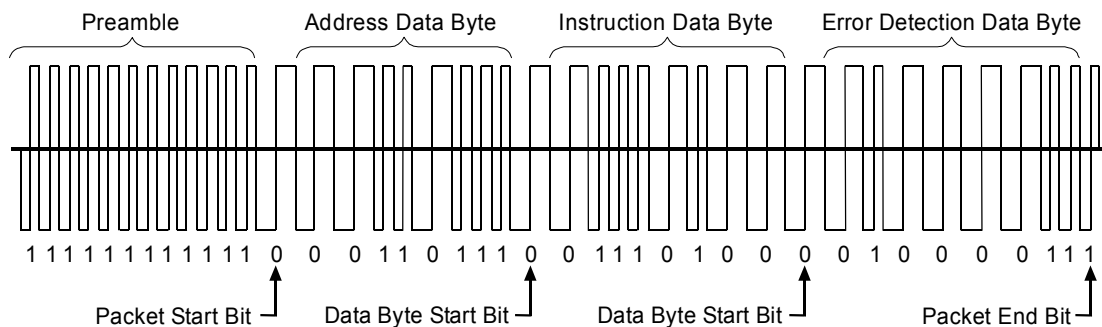 Preamble Address Data Byte Instruction Data Byte Error Detection Data Byte
1 1 1 1 1 1 1 1 1 1 1 1 0 0 0 1 1 0 1 1 1 0 0 1 1 1 0 1 0 0 0 0 1 0 0 0 0 1 1 1
Packet Start Bit Data Byte Start Bit Data Byte Start Bit Packet End Bit